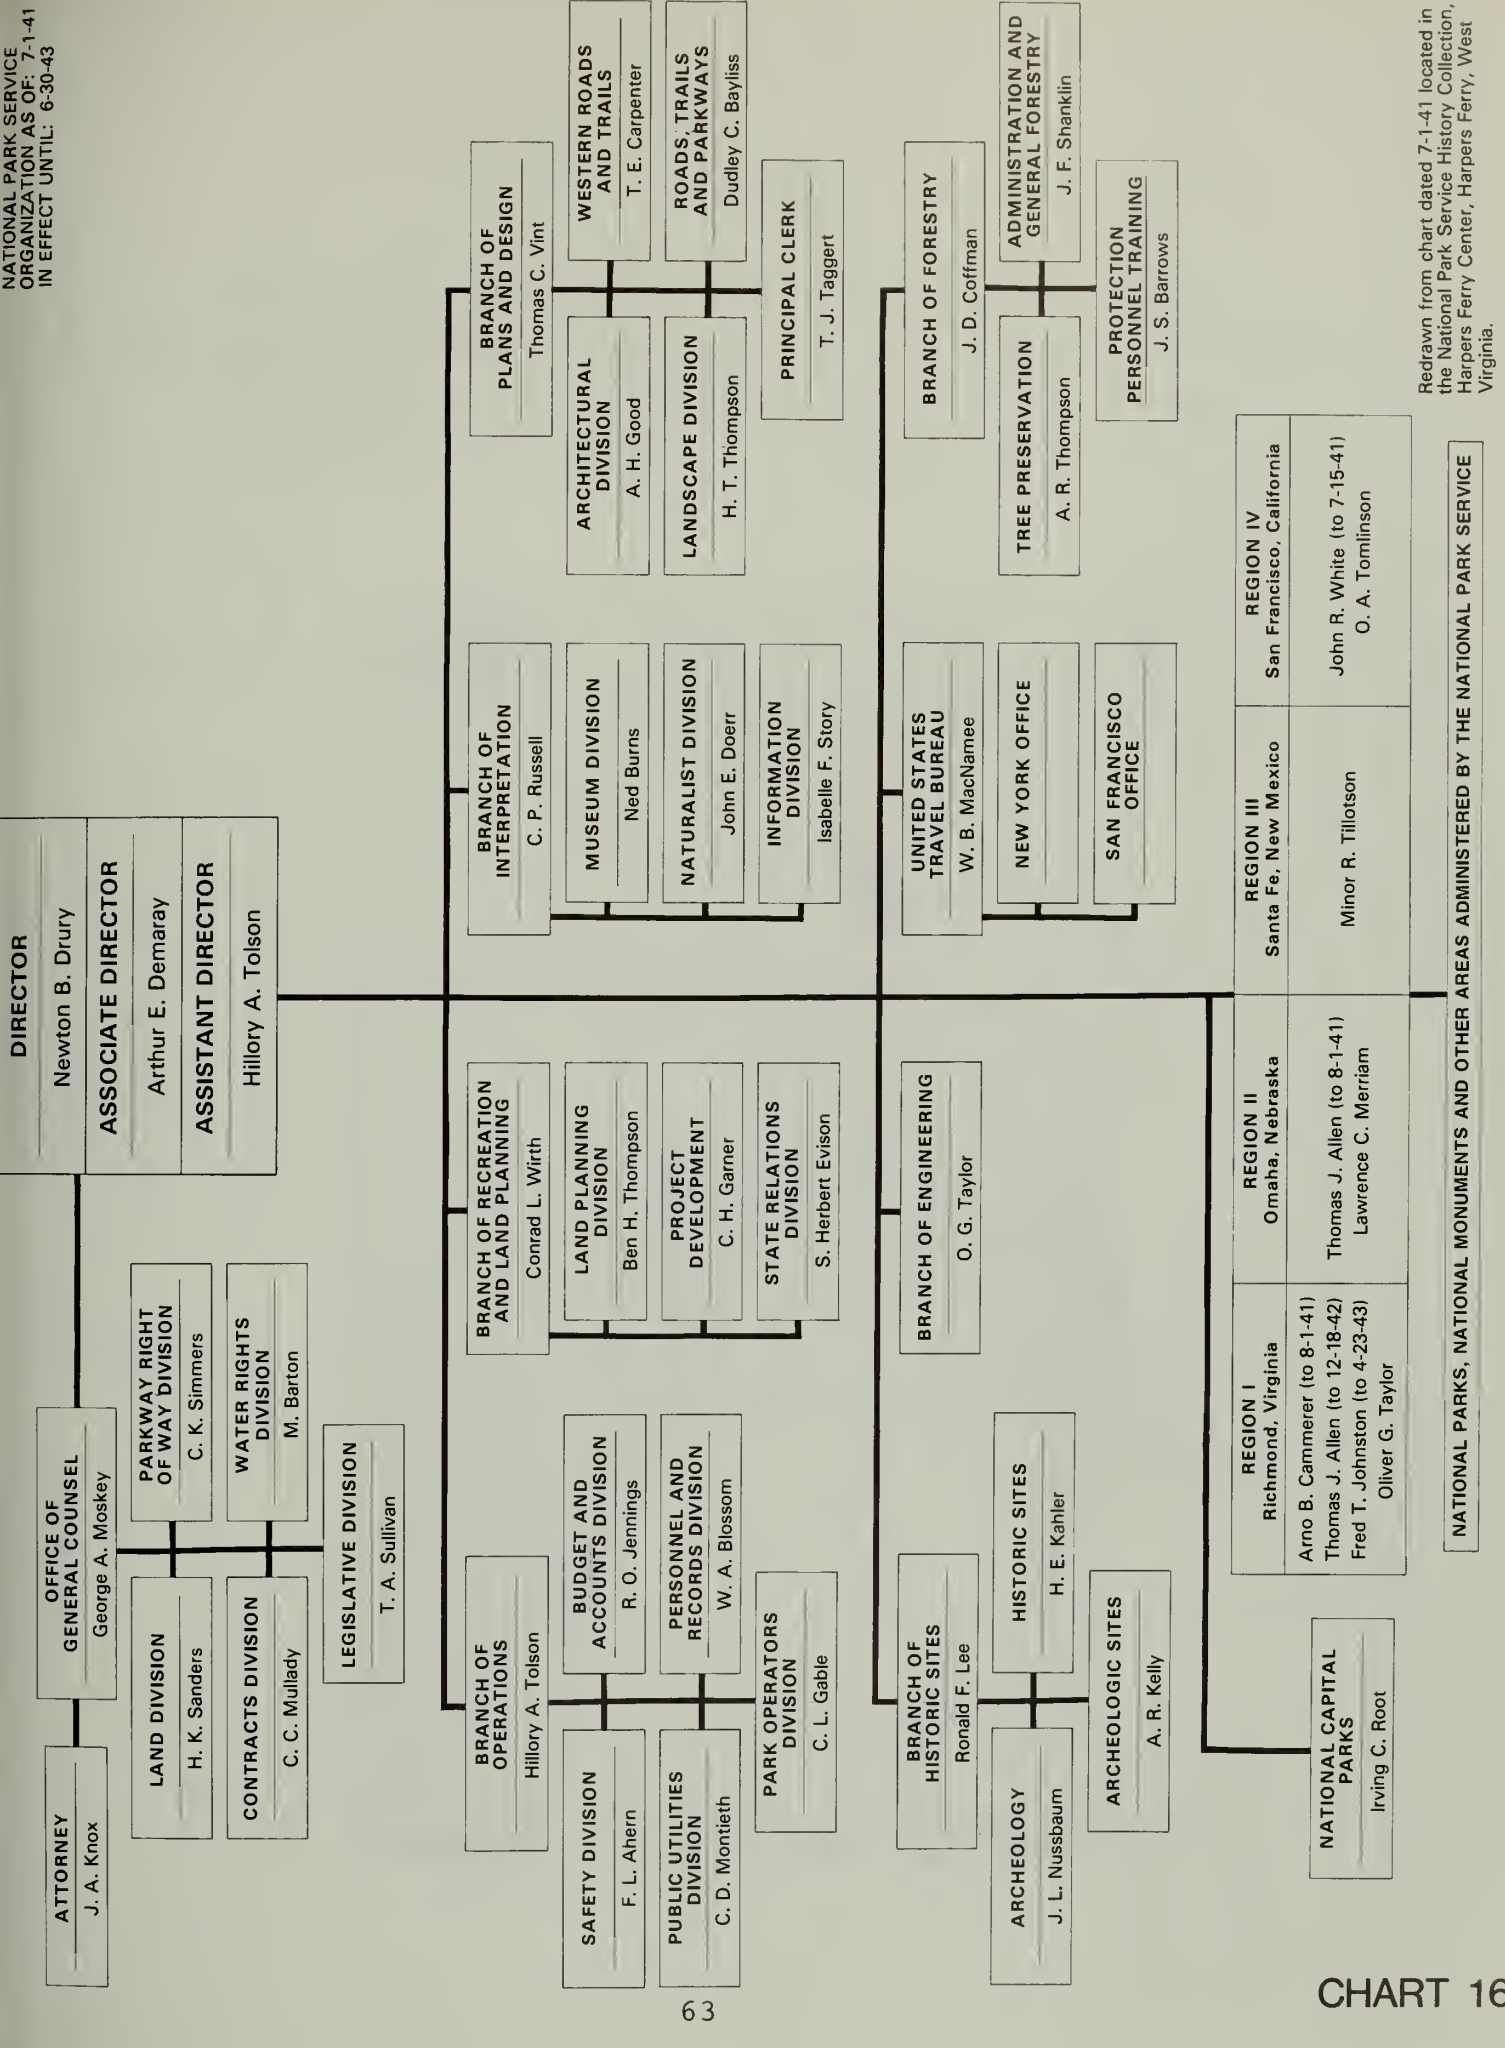 NATIONAL PARK SERVICE
ORGANIZATION AS OF: 7-1-41
IN EFFECT UNTIL: 6-30-43
DIRECTOR
Newton B. Drury
ASSOCIATE DIRECTOR
Arthur E. Demaray
ASSISTANT DIRECTOR
Hillory A. Tolson
OFFICE OF
GENERAL COUNSEL
George A. Moskey
ATTORNEY
J. A. Knox
LAND DIVISION
H. K. Sanders
PARKWAY RIGHT
OF WAY DIVISION
C. K. Simmers
CONTRACTS DIVISION
C. C. Mullady
WATER RIGHTS
DIVISION
M. Barton
LEGISLATIVE DIVISION
T. A. Sullivan
BRANCH OF
OPERATIONS
Hillory A. Tolson
SAFETY DIVISION
F. L. Ahern
BUDGET AND
ACCOUNTS DIVISION
R. O. Jennings
PUBLIC UTILITIES
DIVISION
C. D. Montieth
PERSONNEL AND
RECORDS DIVISION
W. A. Blossom
PARK OPERATORS
DIVISION
C. L. Gable
BRANCH OF RECREATION
AND LAND PLANNING
Conrad L. Wirth
LAND PLANNING
DIVISION
Ben H. Thompson
PROJECT
DEVELOPMENT
C. H. Garner
STATE RELATIONS
DIVISION
S. Herbert Evison
BRANCH OF
INTERPRETATION
C. P. Russell
MUSEUM DIVISION
Ned Burns
NATURALIST DIVISION
John E. Doerr
INFORMATION
DIVISION
Isabelle F. Story
BRANCH OF
PLANS AND DESIGN
Thomas C. Vint
ARCHITECTURAL
DIVISION
A. H. Good
WESTERN ROADS
AND TRAILS
T. E. Carpenter
LANDSCAPE DIVISION
H. T. Thompson
ROADS, TRAILS
AND PARKWAYS
Dudley C. Bayliss
PRINCIPAL CLERK
T. J. Taggert
BRANCH OF
HISTORIC SITES
Ronald F. Lee
ARCHEOLOGY
J. L. Nussbaum
HISTORIC SITES
H. E. Kahler
ARCHEOLOGIC SITES
A. R. Kelly
BRANCH OF ENGINEERING
O. G. Taylor
UNITED STATES
TRAVEL BUREAU
W. B. MacNamee
NEW YORK OFFICE
SAN FRANCISCO
OFFICE
BRANCH OF FORESTRY
J. D. Coffman
TREE PRESERVATION
A. R. Thompson
ADMINISTRATION AND
GENERAL FORESTRY
J. F. Shanklin
PROTECTION
PERSONNEL TRAINING
J. S. Barrows
NATIONAL CAPITAL
PARKS
Irving C. Root
REGION I
Richmond, Virginia
Arno B. Cammerer (to 8-1-41)
Thomas J. Allen (to 12-18-42)
Fred T. Johnston (to 4-23-43)
Oliver G. Taylor
REGION II
Omaha, Nebraska
Thomas J. Allen (to 8-1-41)
Lawrence C. Merriam
REGION III
Santa Fe, New Mexico
Minor R. Tillotson
REGION IV
San Francisco, California
John R. White (to 7-15-41)
O. A. Tomlinson
NATIONAL PARKS, NATIONAL MONUMENTS AND OTHER AREAS ADMINISTERED BY THE NATIONAL PARK SERVICE
Redrawn from chart dated 7-1-41 located in
the National Park Service History Collection,
Harpers Ferry Center, Harpers Ferry, West
Virginia.
63
CHART 16